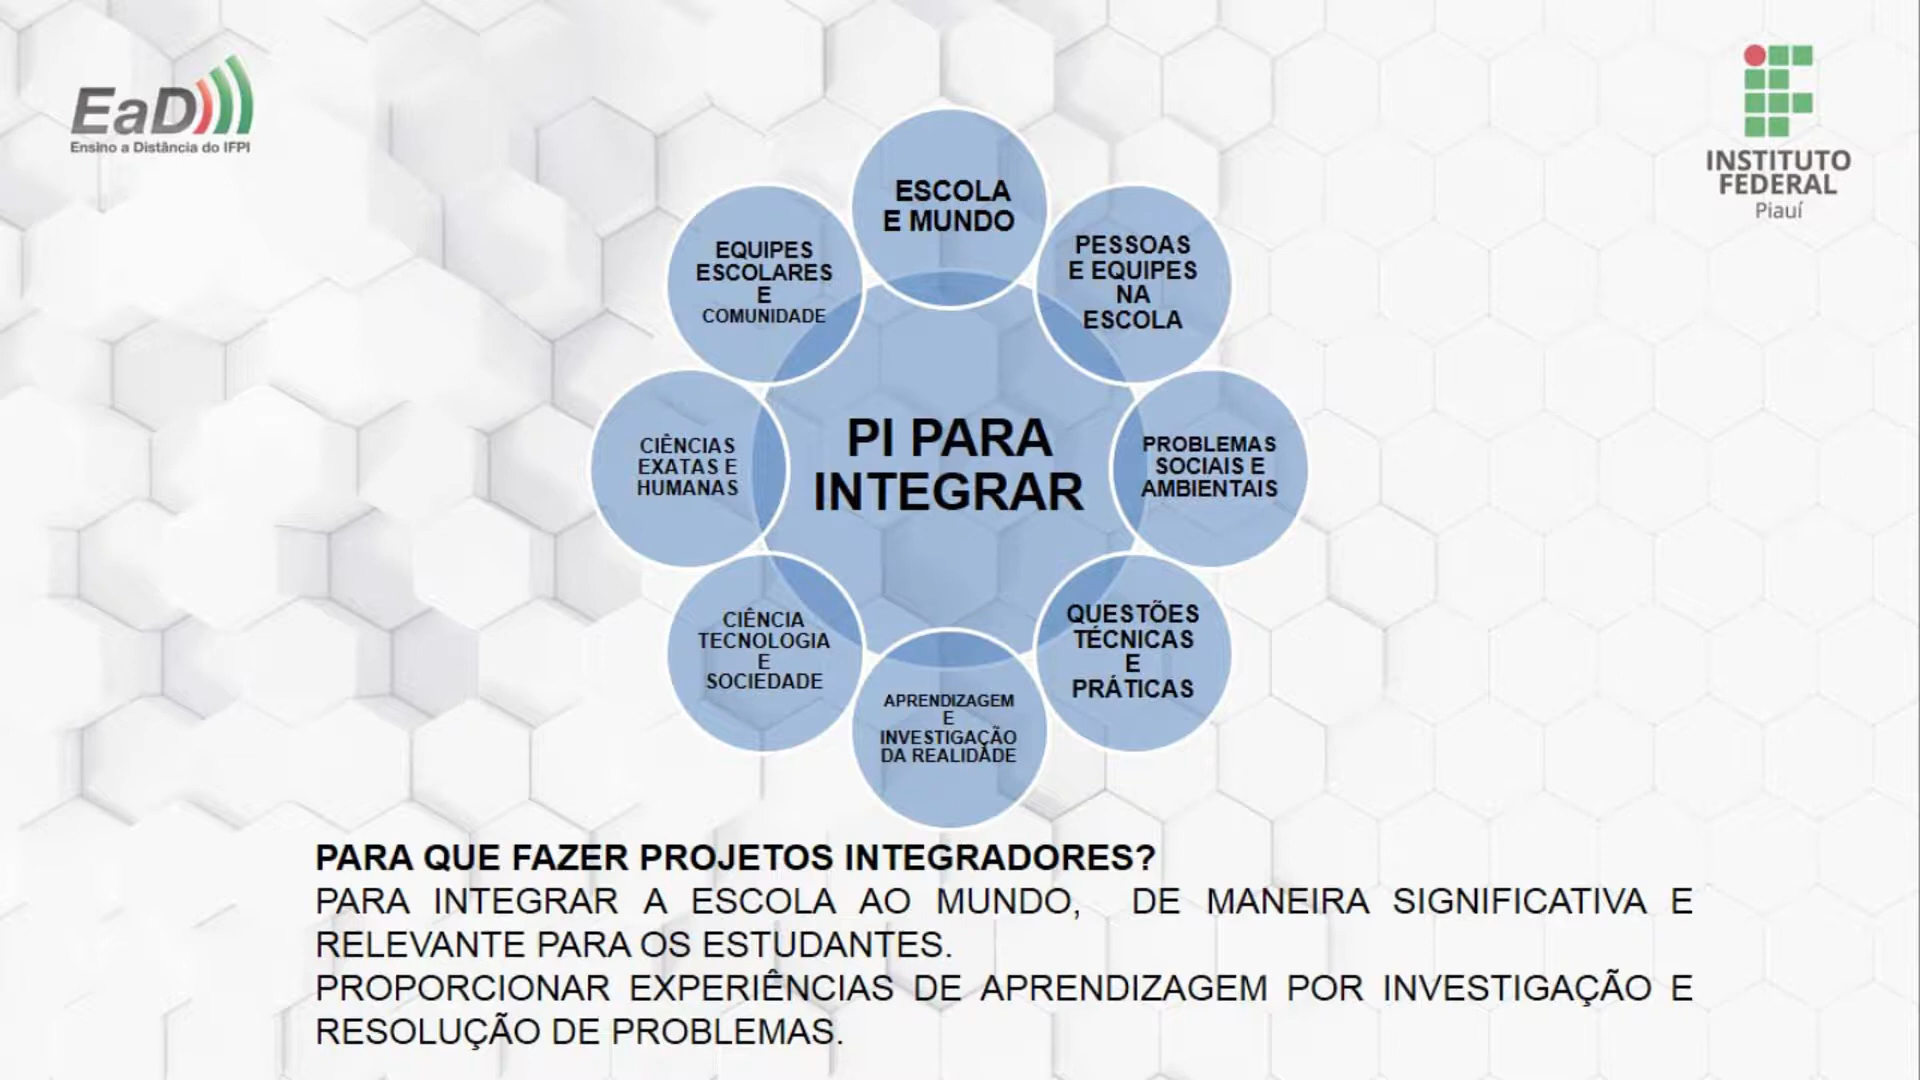 EaD
Ensino a Distância do IFPI
INSTITUTO
FEDERAL
Piauí
ESCOLA
E MUNDO
PESSOAS
E EQUIPES
NA
ESCOLA
PROBLEMAS
SOCIAIS E
AMBIENTAIS
QUESTÕES
TÉCNICAS
E
PRÁTICAS
APRENDIZAGEM
E
INVESTIGAÇÃO
DA REALIDADE
CIÊNCIA
TECNOLOGIA
E
SOCIEDADE
CIÊNCIAS
EXATAS E
HUMANAS
EQUIPES
ESCOLARES
E
COMUNIDADE
PI PARA
INTEGRAR
PARA QUE FAZER PROJETOS INTEGRADORES?
PARA INTEGRAR A ESCOLA AO MUNDO, DE MANEIRA SIGNIFICATIVA E
RELEVANTE PARA OS ESTUDANTES.
PROPORCIONAR EXPERIÊNCIAS DE APRENDIZAGEM POR INVESTIGAÇÃO E
RESOLUÇÃO DE PROBLEMAS.